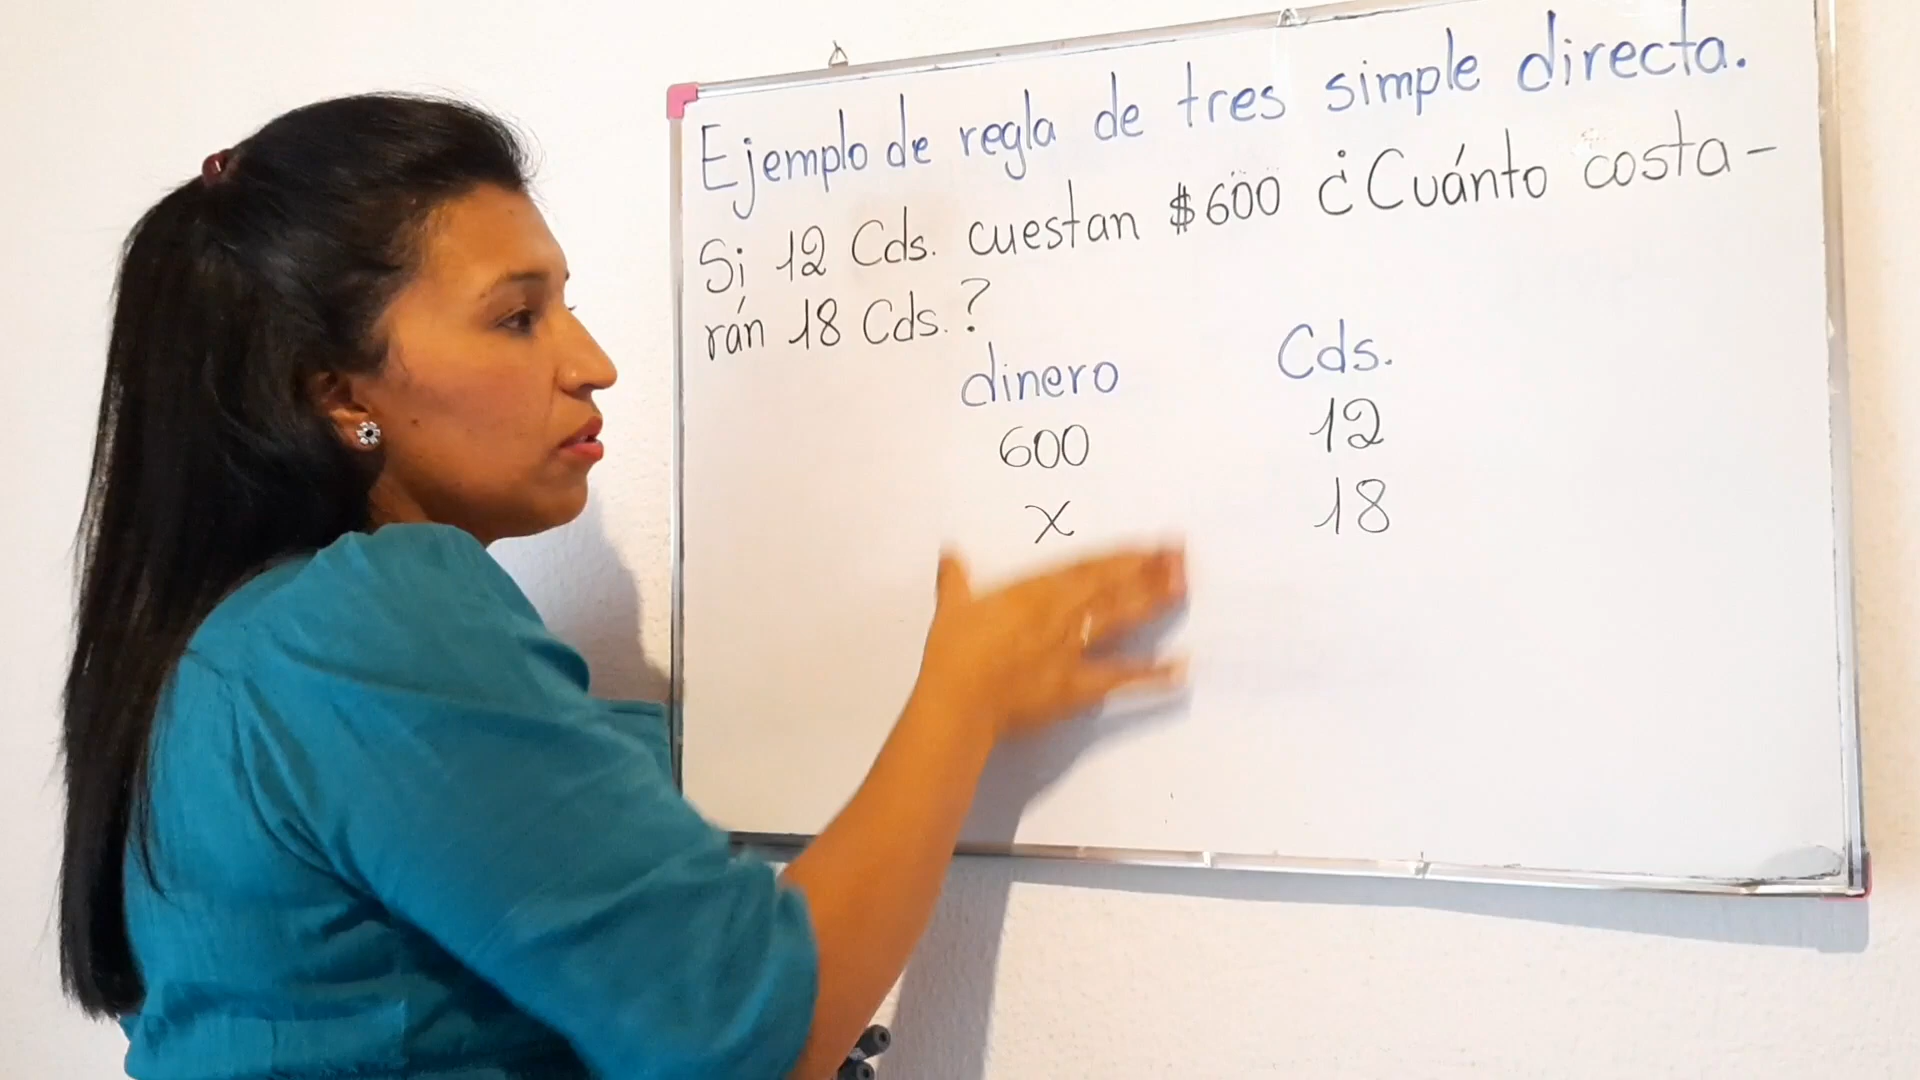 Ejemplo de regla de tres simple directa.
Si 12 Cds. cuestan $600 ¿Cuánto costa-
rán 18 Cds.?
dinero Cds.
600 12
x 18